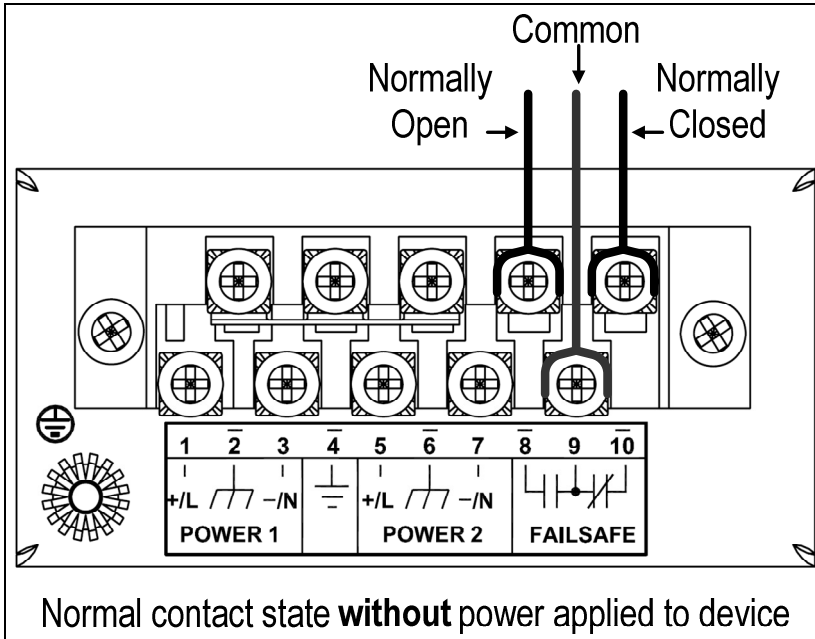 Common
Normally Normally
Open Closed
1 2 3 4 5 6 7 8 9 10
+/L −/N +/L −/N
POWER 1 POWER 2 FAILSAFE
Normal contact state without power applied to device